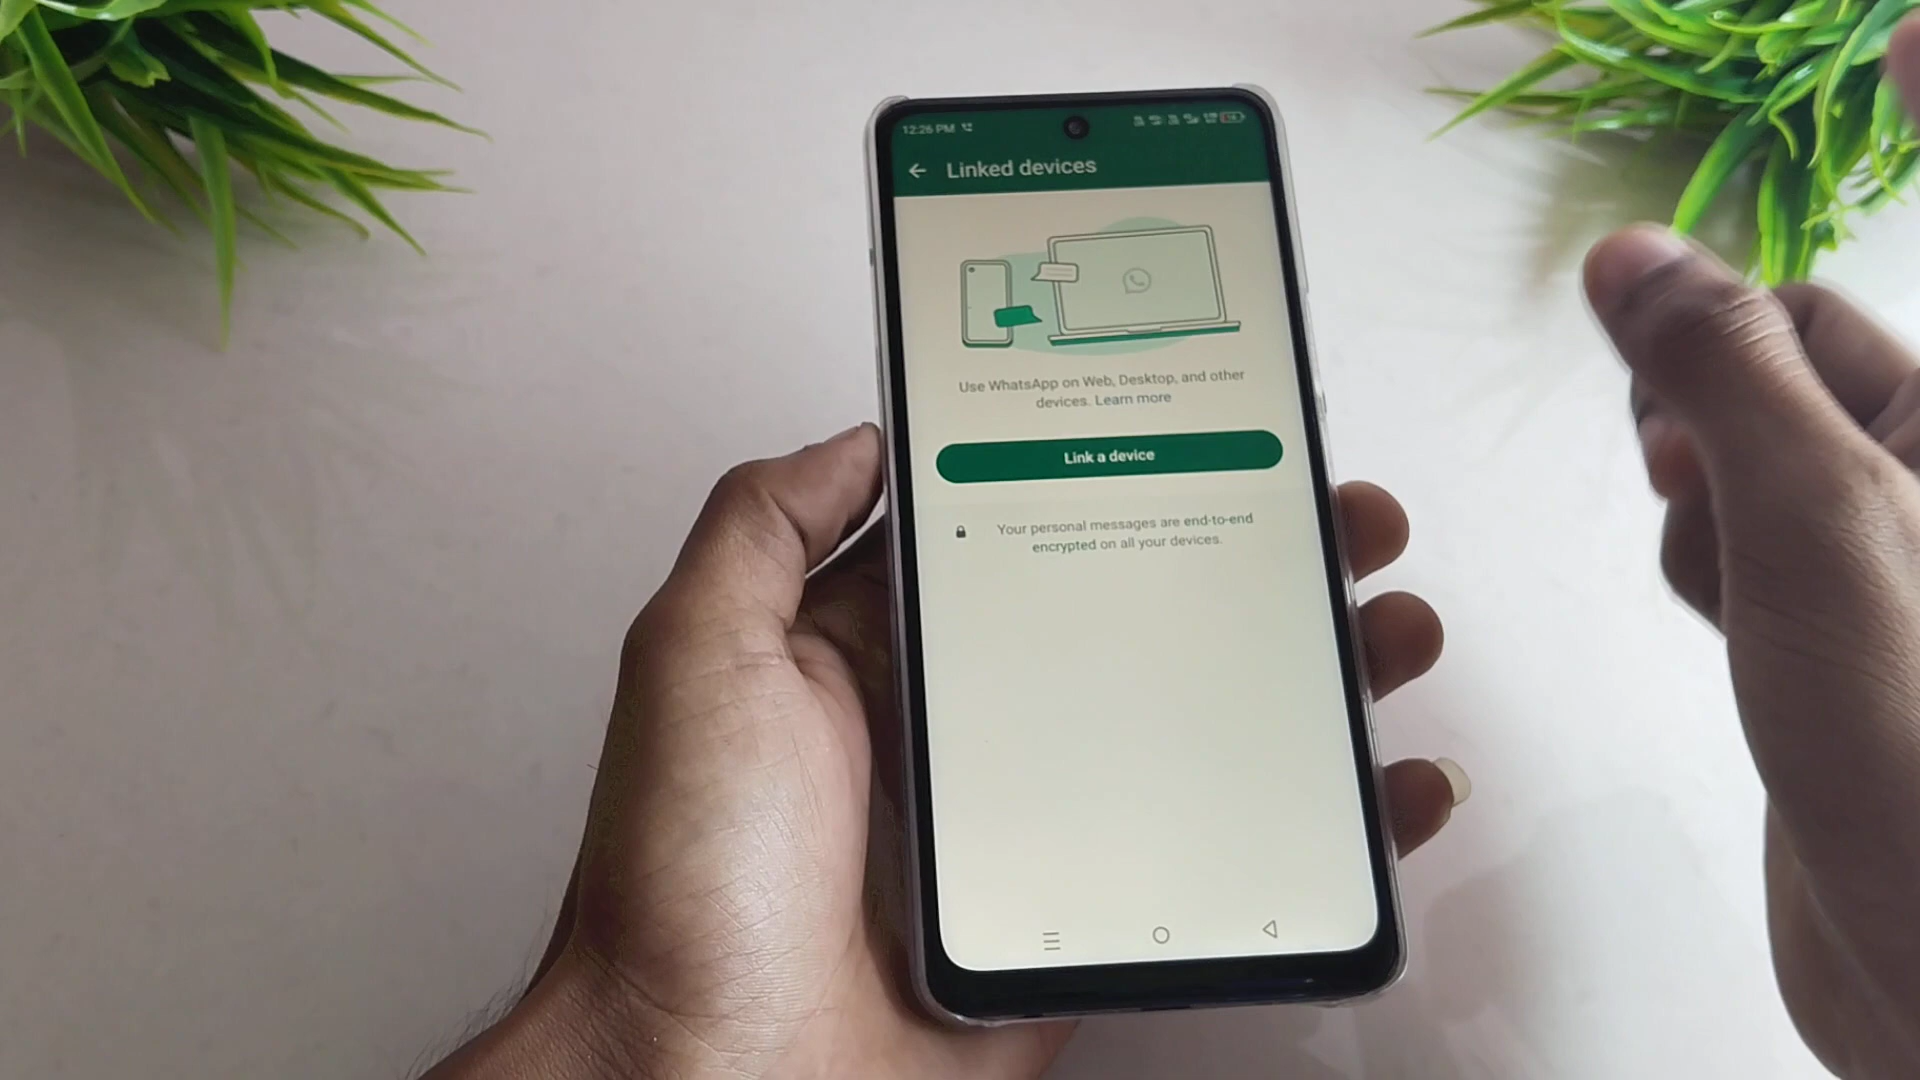 12:26 PM
Linked devices
Use WhatsApp on Web, Desktop, and other
devices. Learn more
Link a device
Your personal messages are end-to-end
encrypted on all your devices.